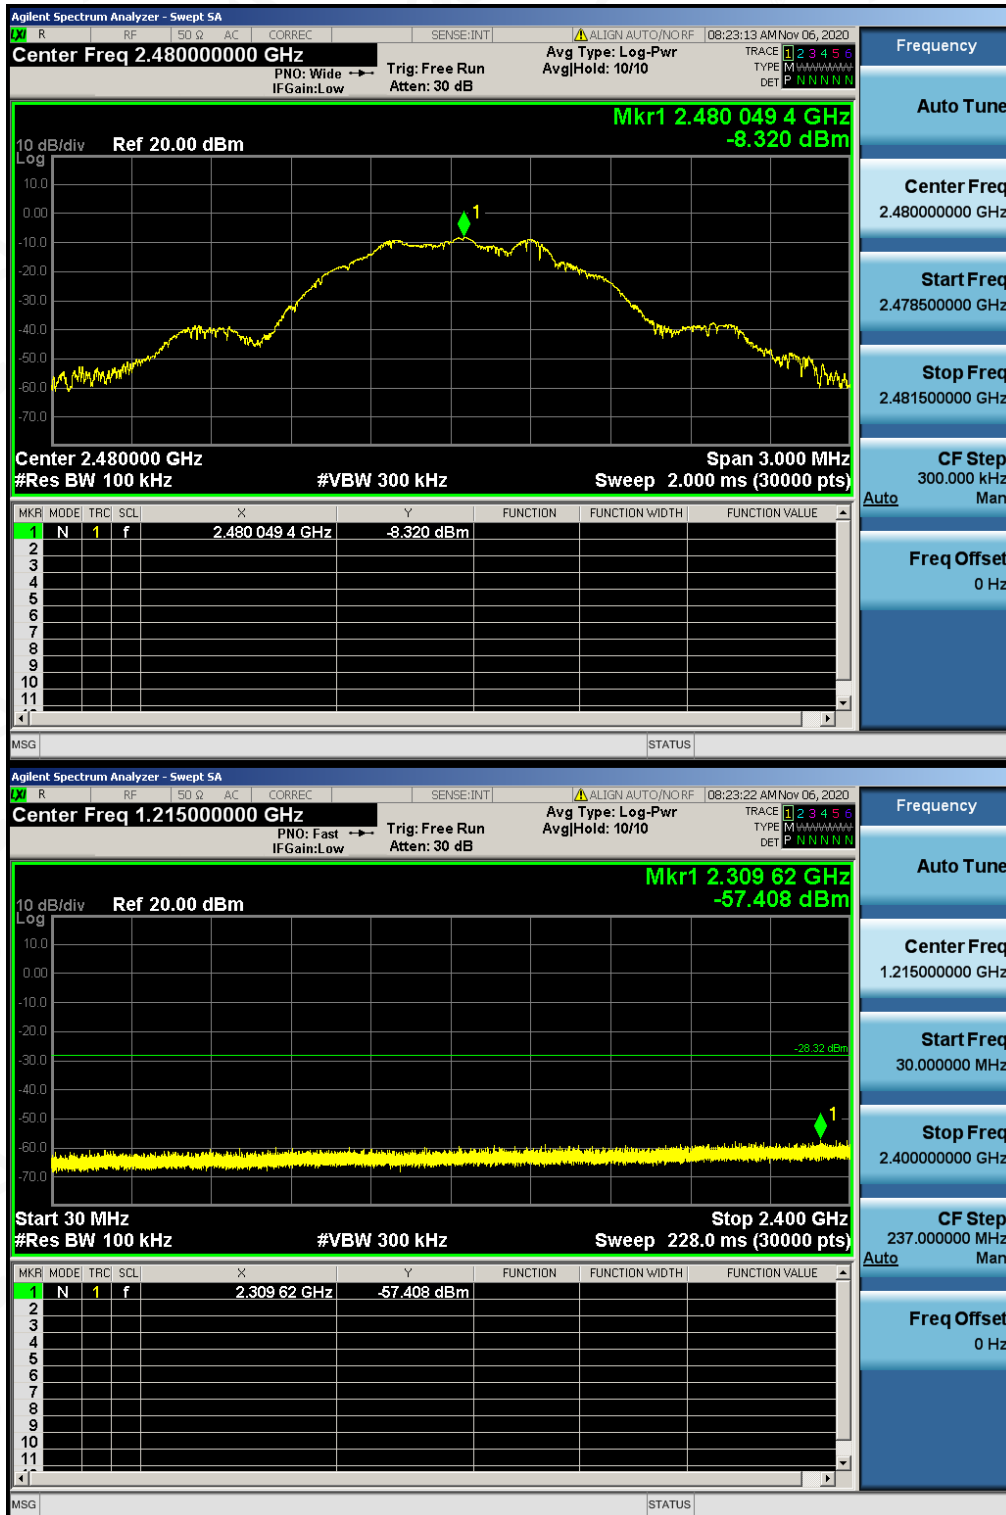 Agilent Spectrum Analyzer - Swept SA
LXI R RF 50 Ω AC CORREC SENSE:INT ALIGN AUTO/NO RF 08:23:13 AM Nov 06, 2020
Center Freq 2.480000000 GHz
PNO: Wide
IFGain:Low
Trig: Free Run
Atten: 30 dB
Avg Type: Log-Pwr
Avg|Hold: 10/10
TRACE 1 2 3 4 5 6
TYPE M WWWWW
DET P N N N N N
Mkr1 2.480 049 4 GHz
-8.320 dBm
10 dB/div Ref 20.00 dBm
Log
10.0
0.00
-10.0
-20.0
-30.0
-40.0
-50.0
-60.0
-70.0
1
Center 2.480000 GHz Span 3.000 MHz
#Res BW 100 kHz #VBW 300 kHz Sweep 2.000 ms (30000 pts)
MKR MODE TRC SCL X Y FUNCTION FUNCTION WIDTH FUNCTION VALUE
1 N 1 f 2.480 049 4 GHz -8.320 dBm
2
3
4
5
6
7
8
9
10
11
MSG STATUS
Frequency
Auto Tune
Center Freq
2.480000000 GHz
Start Freq
2.478500000 GHz
Stop Freq
2.481500000 GHz
CF Step
300.000 kHz
Auto Man
Freq Offset
0 Hz
Agilent Spectrum Analyzer - Swept SA
LXI R RF 50 Ω AC CORREC SENSE:INT ALIGN AUTO/NO RF 08:23:22 AM Nov 06, 2020
Center Freq 1.215000000 GHz
PNO: Fast
IFGain:Low
Trig: Free Run
Atten: 30 dB
Avg Type: Log-Pwr
Avg|Hold: 10/10
TRACE 1 2 3 4 5 6
TYPE M WWWWW
DET P N N N N N
Mkr1 2.309 62 GHz
-57.408 dBm
10 dB/div Ref 20.00 dBm
Log
10.0
0.00
-10.0
-20.0
-30.0
-40.0
-50.0
-60.0
-70.0
-28.32 dBm
1
Start 30 MHz Stop 2.400 GHz
#Res BW 100 kHz #VBW 300 kHz Sweep 228.0 ms (30000 pts)
MKR MODE TRC SCL X Y FUNCTION FUNCTION WIDTH FUNCTION VALUE
1 N 1 f 2.309 62 GHz -57.408 dBm
2
3
4
5
6
7
8
9
10
11
MSG STATUS
Frequency
Auto Tune
Center Freq
1.215000000 GHz
Start Freq
30.000000 MHz
Stop Freq
2.400000000 GHz
CF Step
237.000000 MHz
Auto Man
Freq Offset
0 Hz